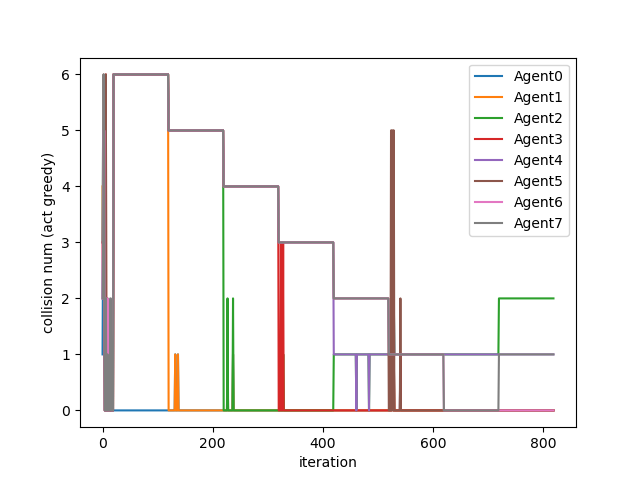 collision num (act greedy)
6
5
4
3
2
1
0
0 200 400 600 800
iteration
Agent0
Agent1
Agent2
Agent3
Agent4
Agent5
Agent6
Agent7